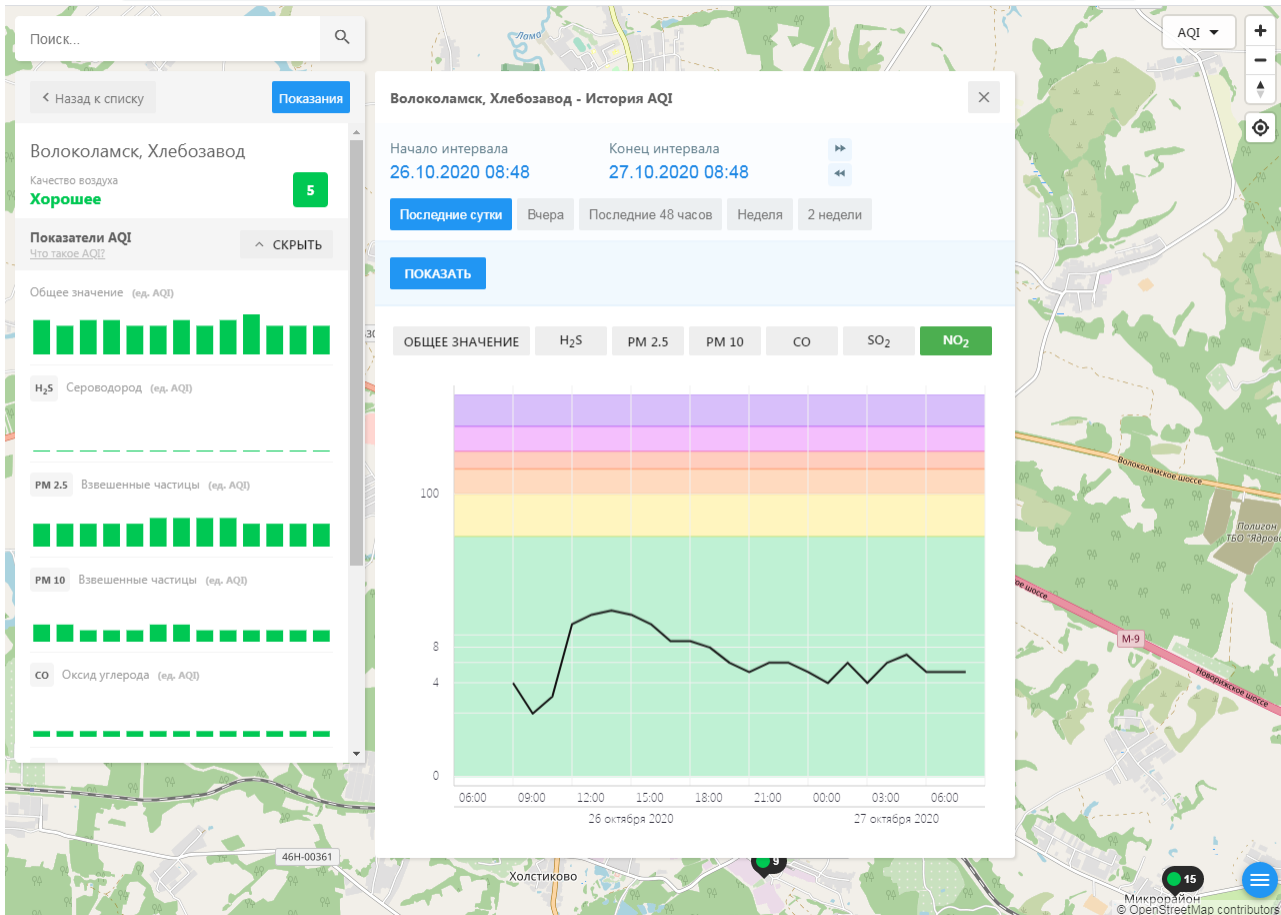 Поиск...
AQI
Назад к списку
Показания
Волоколамск, Хлебозавод
Качество воздуха
Хорошее
5
Показатели AQI
Что такое AQI?
СКРЫТЬ
Общее значение (ед. AQI)
H₂S Сероводород (ед. AQI)
PM 2.5 Взвешенные частицы (ед. AQI)
PM 10 Взвешенные частицы (ед. AQI)
CO Оксид углерода (ед. AQI)
Волоколамск, Хлебозавод - История AQI
Начало интервала
Конец интервала
26.10.2020 08:48
27.10.2020 08:48
Последние сутки
Вчера
Последние 48 часов
Неделя
2 недели
ПОКАЗАТЬ
ОБЩЕЕ ЗНАЧЕНИЕ
H₂S
PM 2.5
PM 10
CO
SO₂
NO₂
100
8
4
0
06:00 09:00 12:00 15:00 18:00 21:00 00:00 03:00 06:00
26 октября 2020 27 октября 2020
Ломо
Волоколамское шоссе
Полигон
М-9
Новорижское шоссе
46Н-00361
Холстиково
9
15
Микрорайон
© OpenStreetMap contributors